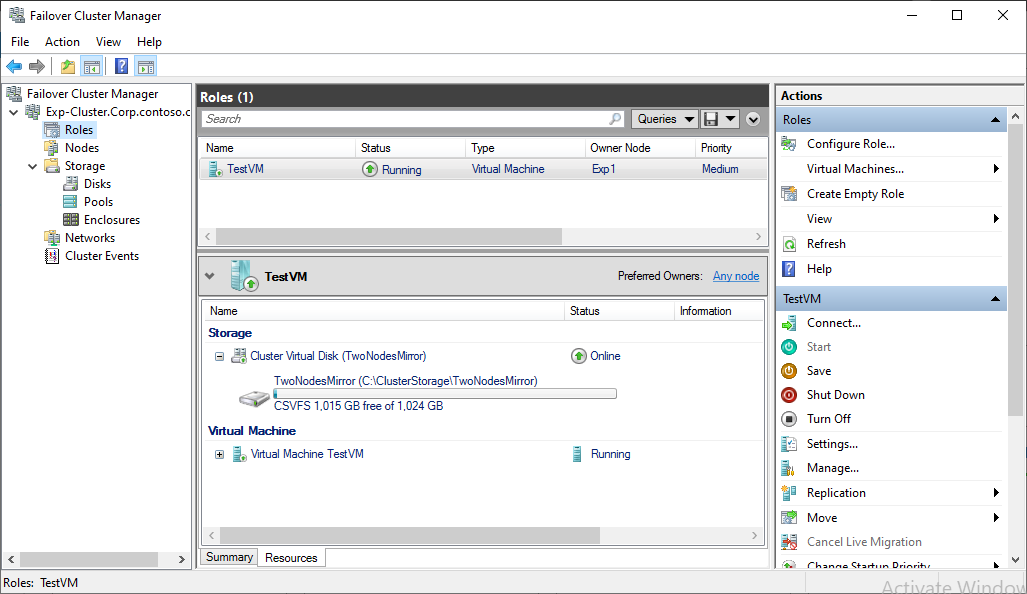 Failover Cluster Manager
File Action View Help
Failover Cluster Manager
Exp-Cluster.Corp.contoso.c
Roles
Nodes
Storage
Disks
Pools
Enclosures
Networks
Cluster Events
Roles (1)
Search
Queries
Name Status Type Owner Node Priority
TestVM Running Virtual Machine Exp1 Medium
TestVM
Preferred Owners: Any node
Name Status Information
Storage
Cluster Virtual Disk (TwoNodesMirror) Online
TwoNodesMirror (C:\ClusterStorage\TwoNodesMirror)
CSVFS 1,015 GB free of 1,024 GB
Virtual Machine
Virtual Machine TestVM Running
Summary Resources
Actions
Roles
Configure Role...
Virtual Machines...
Create Empty Role
View
Refresh
Help
TestVM
Connect...
Start
Save
Shut Down
Turn Off
Settings...
Manage...
Replication
Move
Cancel Live Migration
Change Startup Priority
Roles: TestVM
Activate Window